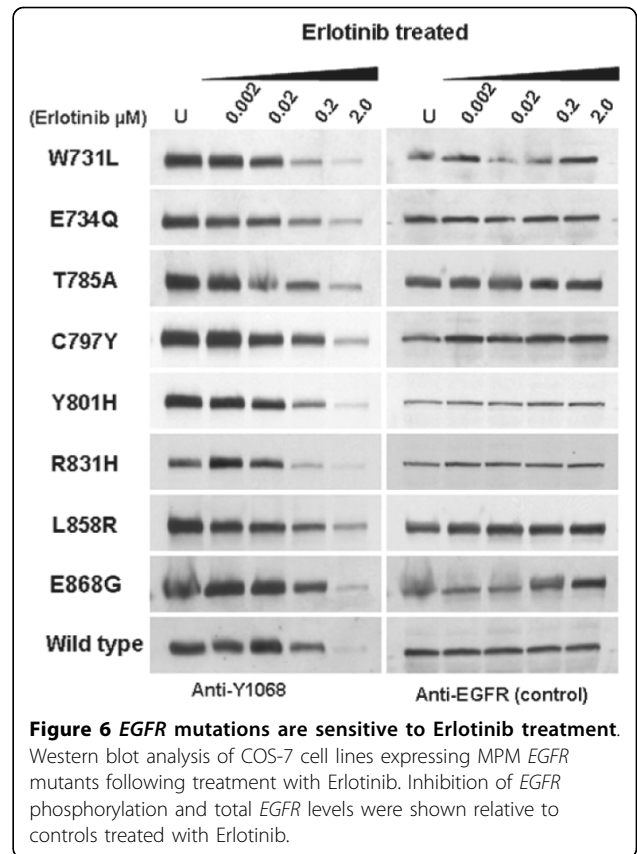 Erlotinib treated
(Erlotinib μM) U 0.002 0.02 0.2 2.0 U 0.002 0.02 0.2 2.0
W731L
E734Q
T785A
C797Y
Y801H
R831H
L858R
E868G
Wild type
Anti-Y1068 Anti-EGFR (control)
Figure 6 EGFR mutations are sensitive to Erlotinib treatment.
Western blot analysis of COS-7 cell lines expressing MPM EGFR
mutants following treatment with Erlotinib. Inhibition of EGFR
phosphorylation and total EGFR levels were shown relative to
controls treated with Erlotinib.